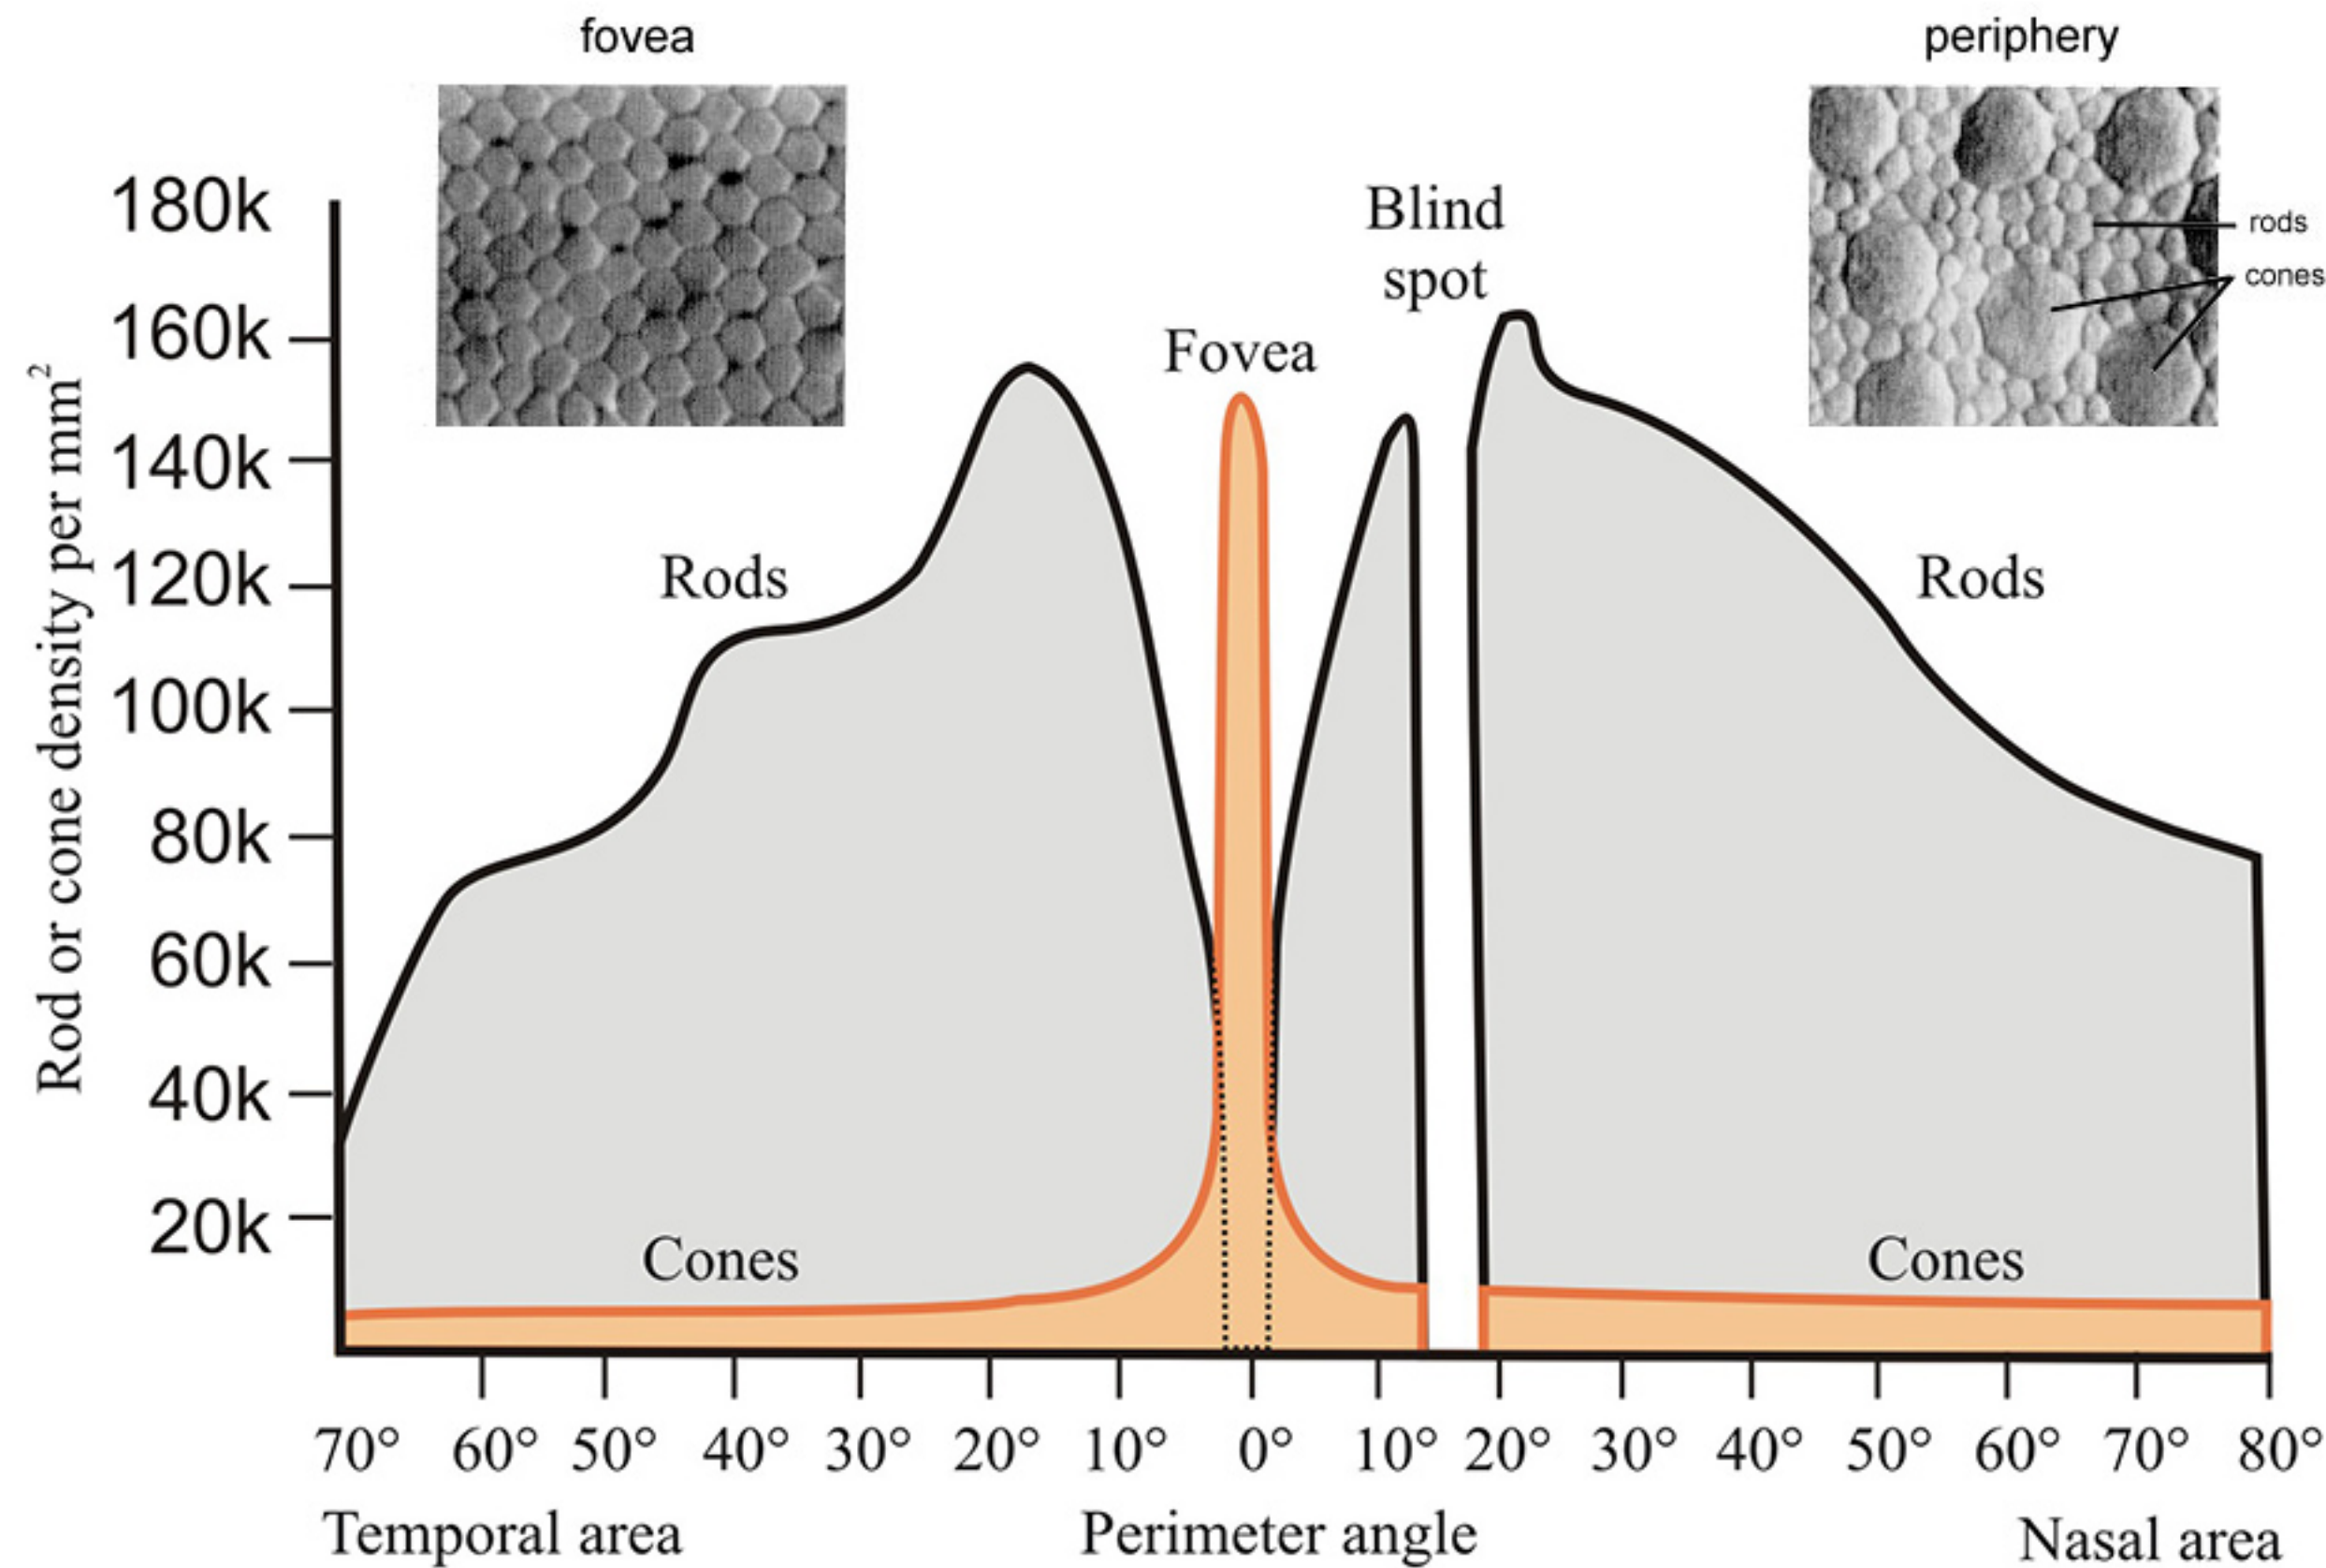 fovea
periphery
rods
cones
Blind
spot
Fovea
Rods
Rods
Cones
Cones
Rod or cone density per mm²
180k
160k
140k
120k
100k
80k
60k
40k
20k
70° 60° 50° 40° 30° 20° 10° 0° 10° 20° 30° 40° 50° 60° 70° 80°
Temporal area Perimeter angle Nasal area